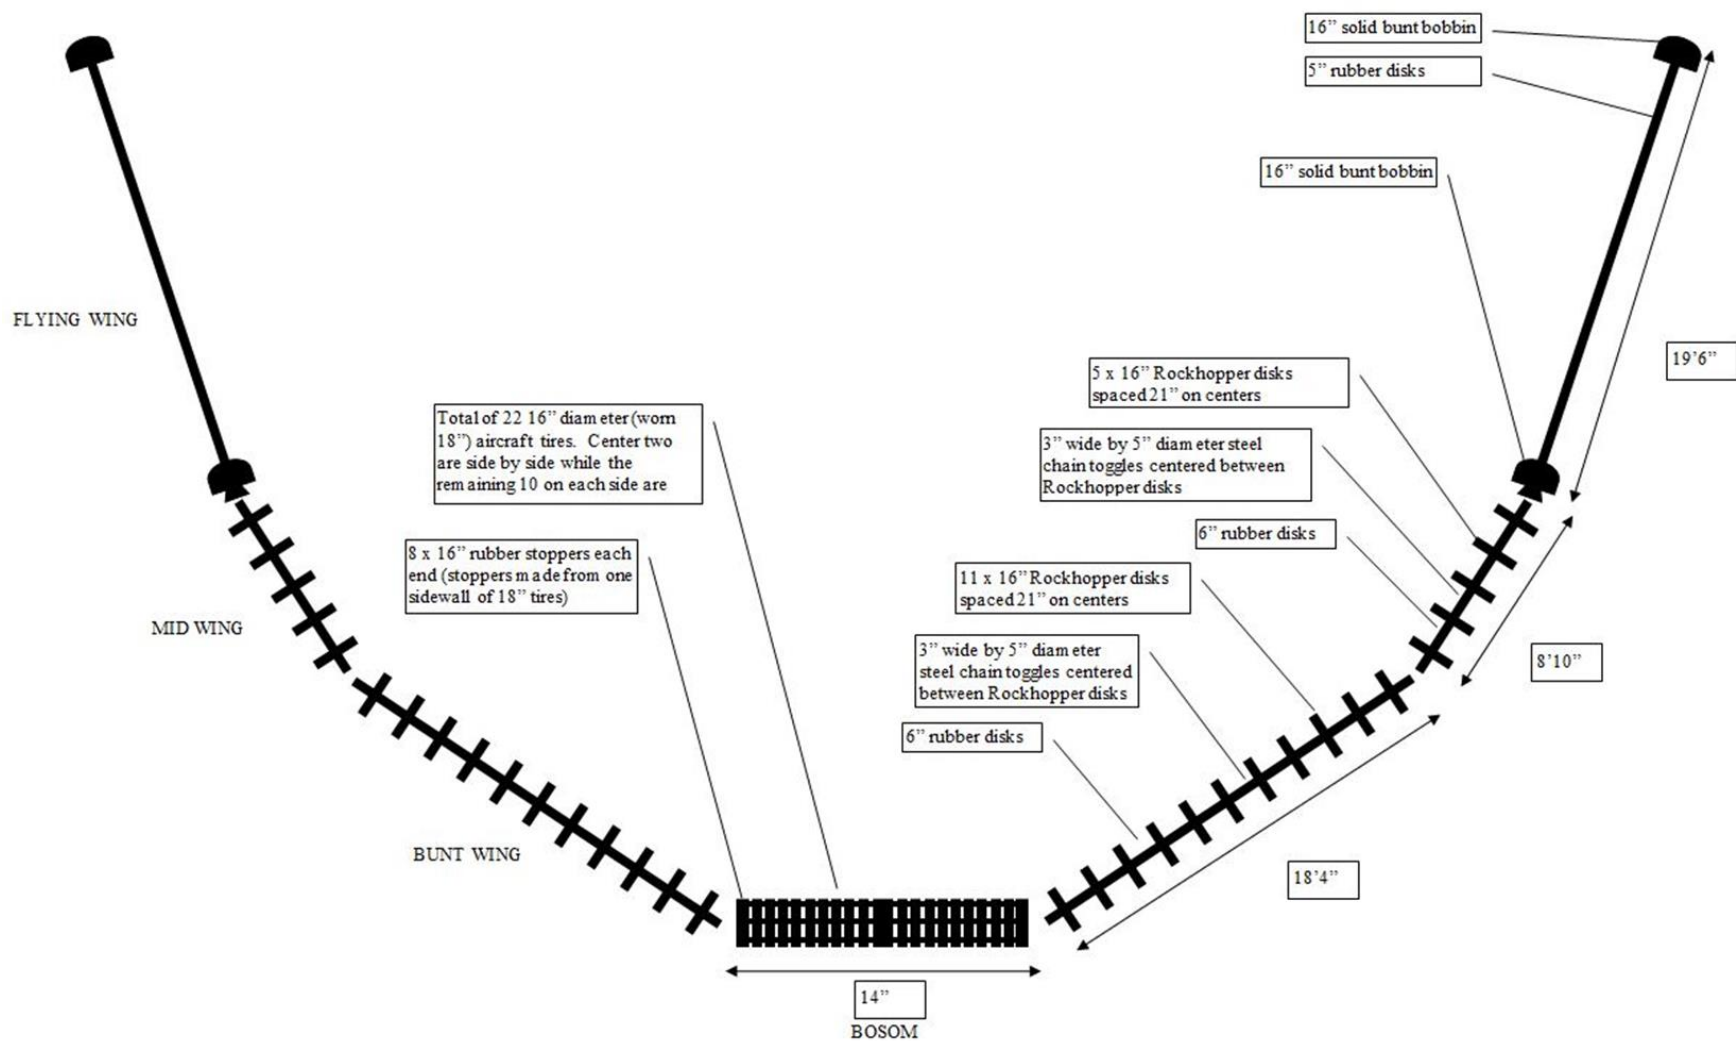 16” solid bunt bobbin
5” rubber disks
16” solid bunt bobbin
FLYING WING
19’6”
5 x 16” Rockhopper disks
spaced 21” on centers
Total of 22 16” diameter (worn
18”) aircraft tires. Center two
are side by side while the
remaining 10 on each side are
3” wide by 5” diameter steel
chain toggles centered between
Rockhopper disks
6” rubber disks
8 x 16” rubber stoppers each
end (stoppers made from one
sidewall of 18” tires)
11 x 16” Rockhopper disks
spaced 21” on centers
MID WING
3” wide by 5” diameter
steel chain toggles centered
between Rockhopper disks
8’10”
6” rubber disks
BUNT WING
18’4”
14”
BOSOM